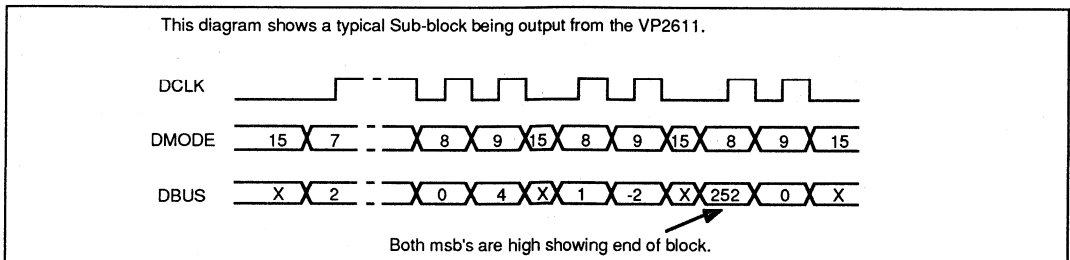 This diagram shows a typical Sub-block being output from the VP2611.
DCLK
DMODE 15 7 8 9 15 8 9 15 8 9 15
DBUS X 2 0 4 X 1 -2 X 252 0 X
Both msb's are high showing end of block.